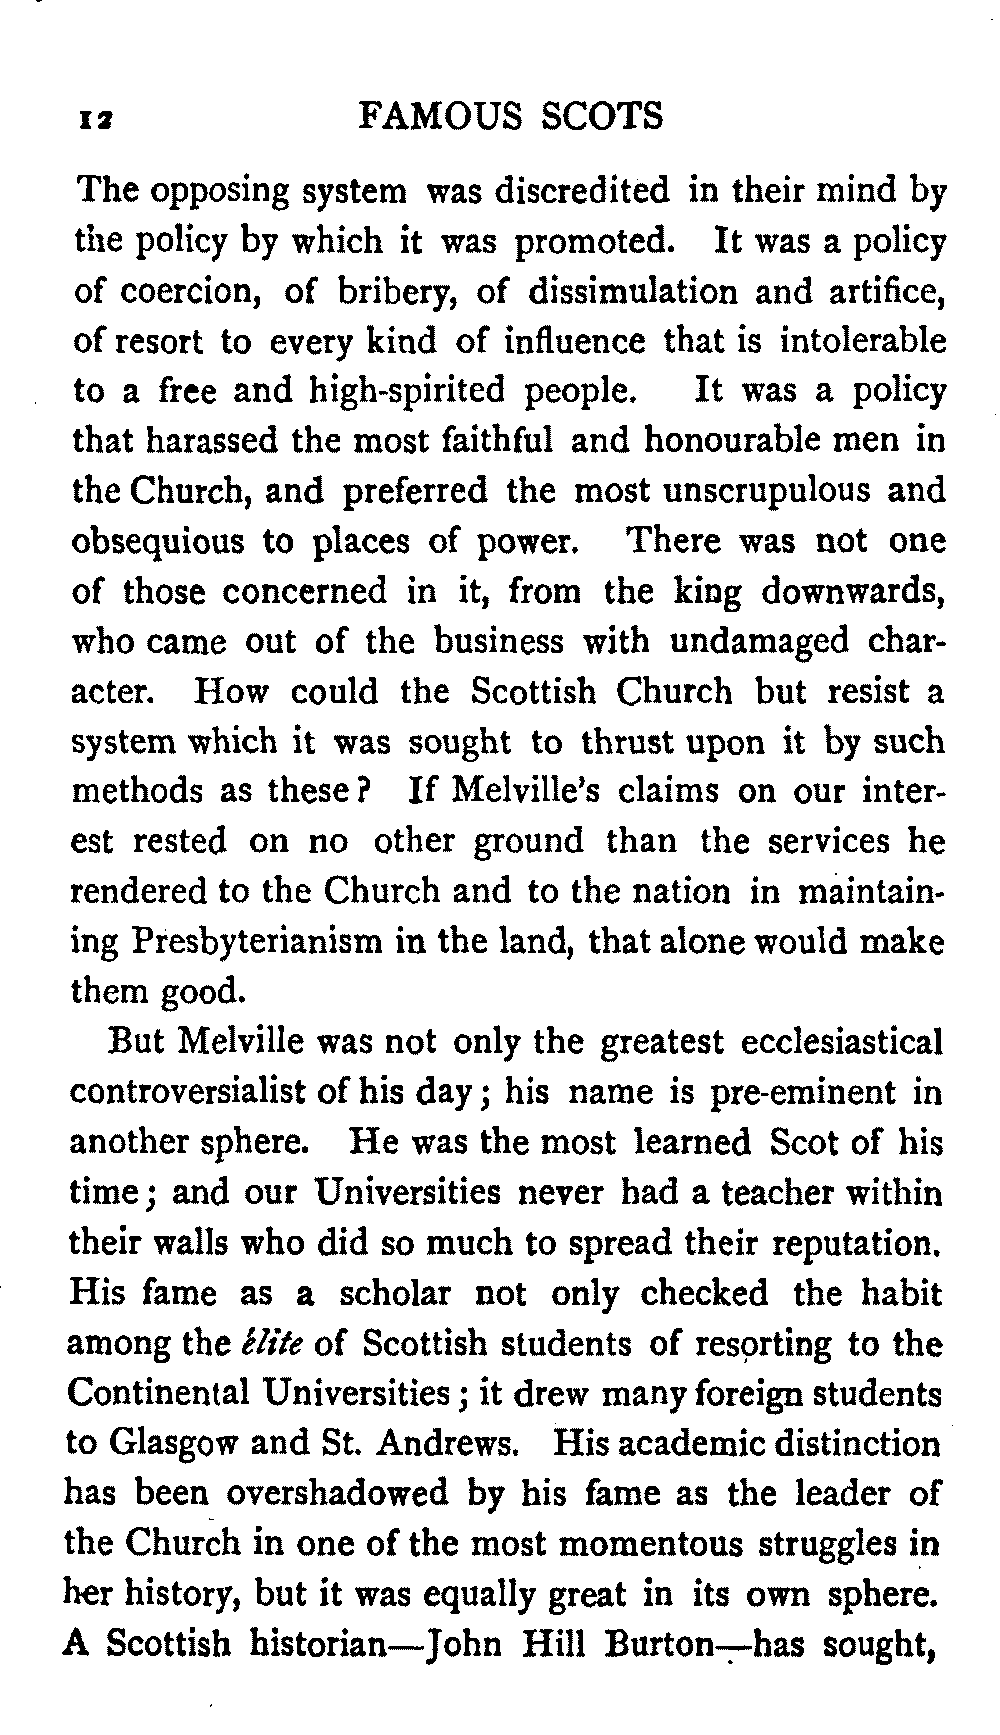 12 FAMOUS SCOTS
The opposing system was discredited in their mind by
the policy by which it was promoted. It was a policy
of coercion, of bribery, of dissimulation and artifice,
of resort to every kind of influence that is intolerable
to a free and high-spirited people. It was a policy
that harassed the most faithful and honourable men in
the Church, and preferred the most unscrupulous and
obsequious to places of power. There was not one
of those concerned in it, from the king downwards,
who came out of the business with undamaged char-
acter. How could the Scottish Church but resist a
system which it was sought to thrust upon it by such
methods as these? If Melville's claims on our inter-
est rested on no other ground than the services he
rendered to the Church and to the nation in maintain-
ing Presbyterianism in the land, that alone would make
them good.
But Melville was not only the greatest ecclesiastical
controversialist of his day; his name is pre-eminent in
another sphere. He was the most learned Scot of his
time; and our Universities never had a teacher within
their walls who did so much to spread their reputation.
His fame as a scholar not only checked the habit
among the élite of Scottish students of resorting to the
Continental Universities; it drew many foreign students
to Glasgow and St. Andrews. His academic distinction
has been overshadowed by his fame as the leader of
the Church in one of the most momentous struggles in
her history, but it was equally great in its own sphere.
A Scottish historian—John Hill Burton—has sought,